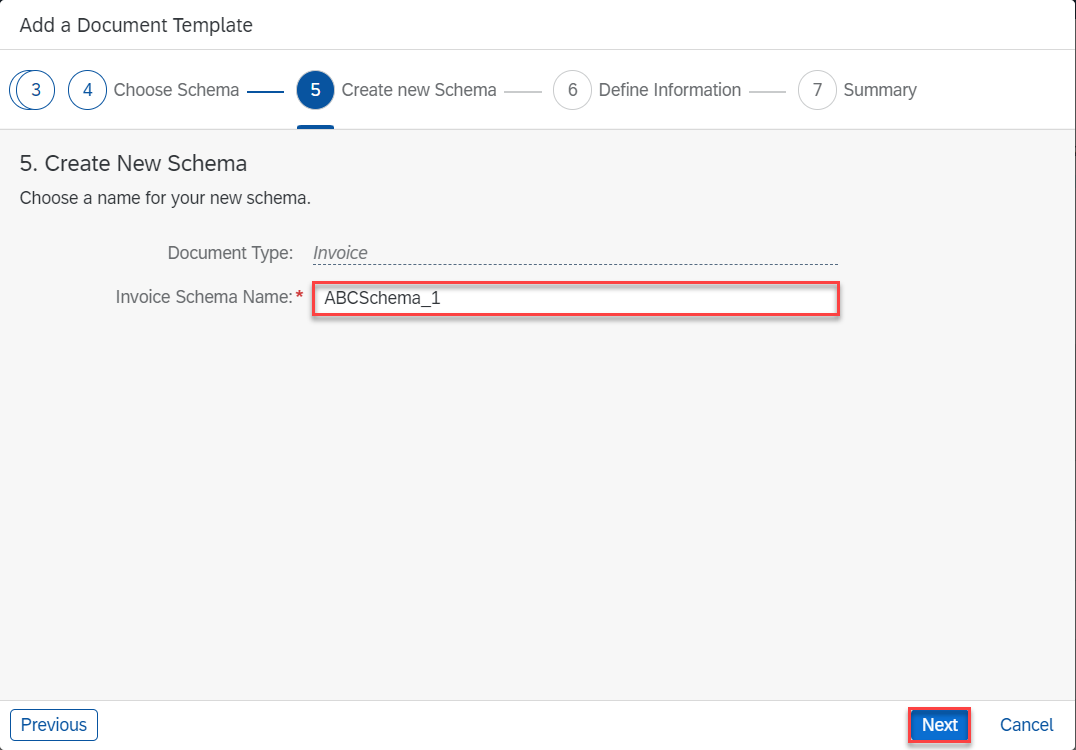 Add a Document Template
3 4 Choose Schema 5 Create new Schema 6 Define Information 7 Summary
5. Create New Schema
Choose a name for your new schema.
Document Type: Invoice
Invoice Schema Name:* ABCSchema_1
Previous Next Cancel